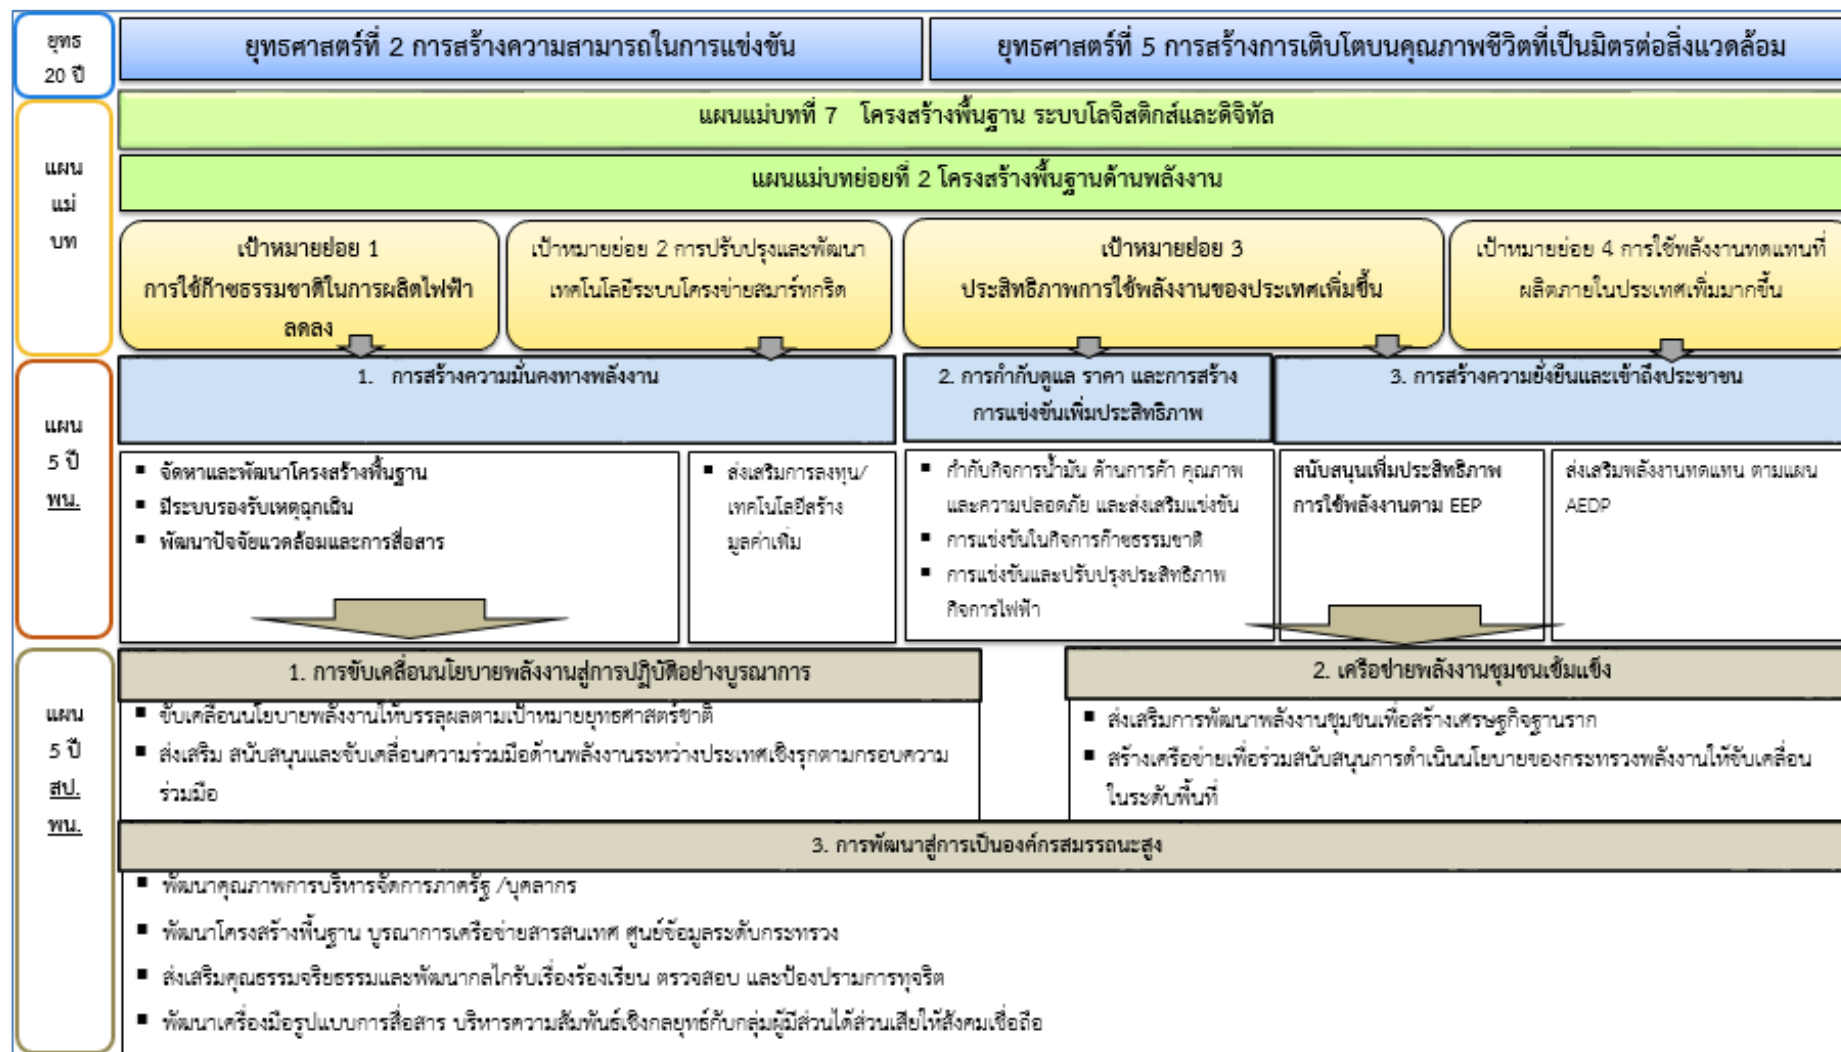 ยุทธ
20 ปี
ยุทธศาสตร์ที่ 2 การสร้างความสามารถในการแข่งขัน
ยุทธศาสตร์ที่ 5 การสร้างการเติบโตบนคุณภาพชีวิตที่เป็นมิตรต่อสิ่งแวดล้อม
แผน
แม่
บท
แผนแม่บทที่ 7 โครงสร้างพื้นฐาน ระบบโลจิสติกส์และดิจิทัล
แผนแม่บทย่อยที่ 2 โครงสร้างพื้นฐานด้านพลังงาน
เป้าหมายย่อย 1
การใช้ก๊าซธรรมชาติในการผลิตไฟฟ้า
ลดลง
เป้าหมายย่อย 2 การปรับปรุงและพัฒนา
เทคโนโลยีระบบโครงข่ายสมาร์ทกริด
เป้าหมายย่อย 3
ประสิทธิภาพการใช้พลังงานของประเทศเพิ่มขึ้น
เป้าหมายย่อย 4 การใช้พลังงานทดแทนที่
ผลิตภายในประเทศเพิ่มมากขึ้น
แผน
5 ปี
พน.
1. การสร้างความมั่นคงทางพลังงาน
2. การกำกับดูแล ราคา และการสร้าง
การแข่งขันเพิ่มประสิทธิภาพ
3. การสร้างความยั่งยืนและเข้าถึงประชาชน
▪ จัดหาและพัฒนาโครงสร้างพื้นฐาน
▪ มีระบบรองรับเหตุฉุกเฉิน
▪ พัฒนาปัจจัยแวดล้อมและการสื่อสาร
▪ ส่งเสริมการลงทุน/
เทคโนโลยีสร้าง
มูลค่าเพิ่ม
▪ กำกับกิจการน้ำมัน ด้านการค้า คุณภาพ
และความปลอดภัย และส่งเสริมแข่งขัน
▪ การแข่งขันในกิจการก๊าซธรรมชาติ
▪ การแข่งขันและปรับปรุงประสิทธิภาพ
กิจการไฟฟ้า
สนับสนุนเพิ่มประสิทธิภาพ
การใช้พลังงานตาม EEP
ส่งเสริมพลังงานทดแทน ตามแผน
AEDP
แผน
5 ปี
สป.
พน.
1. การขับเคลื่อนนโยบายพลังงานสู่การปฏิบัติอย่างบูรณาการ
▪ ขับเคลื่อนนโยบายพลังงานให้บรรลุผลตามเป้าหมายยุทธศาสตร์ชาติ
▪ ส่งเสริม สนับสนุนและขับเคลื่อนความร่วมมือด้านพลังงานระหว่างประเทศเชิงรุกตามกรอบความ
ร่วมมือ
2. เครือข่ายพลังงานชุมชนเข้มแข็ง
▪ ส่งเสริมการพัฒนาพลังงานชุมชนเพื่อสร้างเศรษฐกิจฐานราก
▪ สร้างเครือข่ายเพื่อร่วมสนับสนุนการดำเนินนโยบายของกระทรวงพลังงานให้ขับเคลื่อน
ในระดับพื้นที่
3. การพัฒนาสู่การเป็นองค์กรสมรรถนะสูง
▪ พัฒนาคุณภาพการบริหารจัดการภาครัฐ /บุคลากร
▪ พัฒนาโครงสร้างพื้นฐาน บูรณาการเครือข่ายสารสนเทศ ศูนย์ข้อมูลระดับกระทรวง
▪ ส่งเสริมคุณธรรมจริยธรรมและพัฒนากลไกรับเรื่องร้องเรียน ตรวจสอบ และป้องปรามการทุจริต
▪ พัฒนาเครื่องมือรูปแบบการสื่อสาร บริหารความสัมพันธ์เชิงกลยุทธ์กับกลุ่มผู้มีส่วนได้ส่วนเสียให้สังคมเชื่อถือ